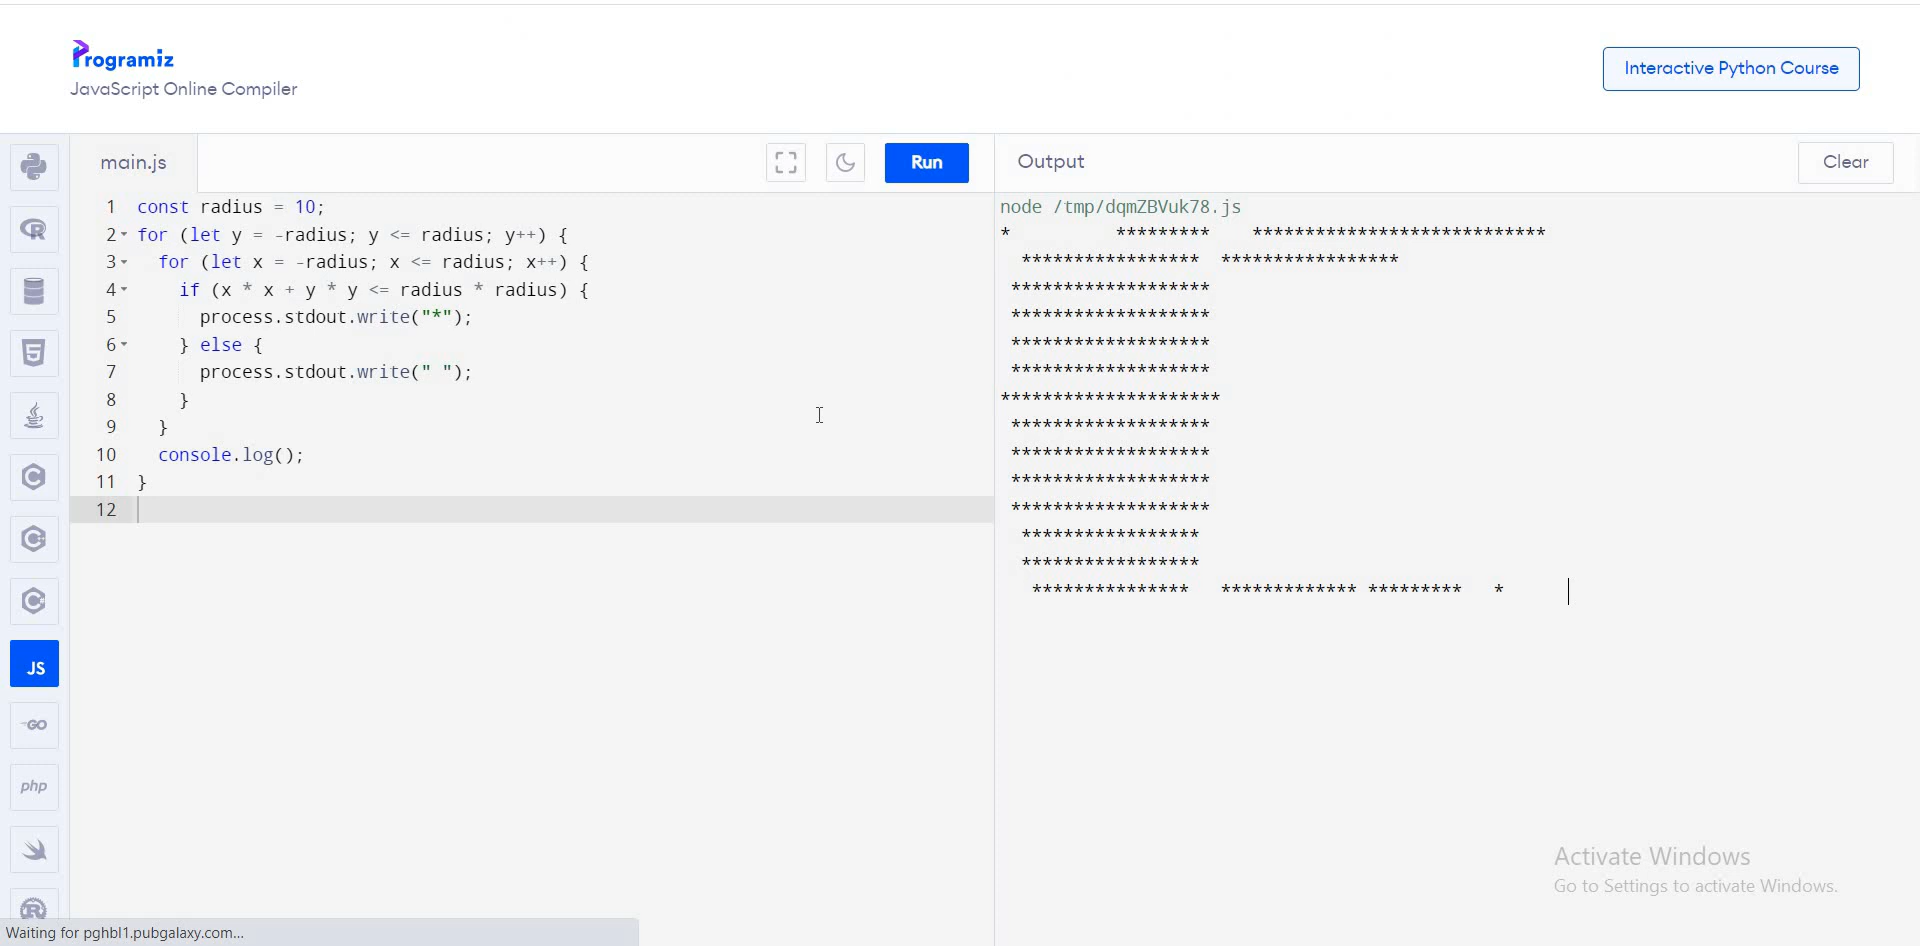 Programiz
JavaScript Online Compiler
Interactive Python Course
main.js
Run
Output
Clear
1 const radius = 10;
2 for (let y = -radius; y <= radius; y++) {
3   for (let x = -radius; x <= radius; x++) {
4     if (x * x + y * y <= radius * radius) {
5       process.stdout.write("*");
6     } else {
7       process.stdout.write(" ");
8     }
9   }
10   console.log();
11 }
12
node /tmp/dqmZBVuk78.js
*          *********    ****************************
  *****************  *****************
 *******************
 *******************
 *******************
 *******************
*********************
 *******************
 *******************
 *******************
 *******************
  *****************
  *****************
   ***************   ************* *********   *
R
5
C
C
C
JS
GO
php
R
Activate Windows
Go to Settings to activate Windows.
Waiting for pghbl1.pubgalaxy.com...